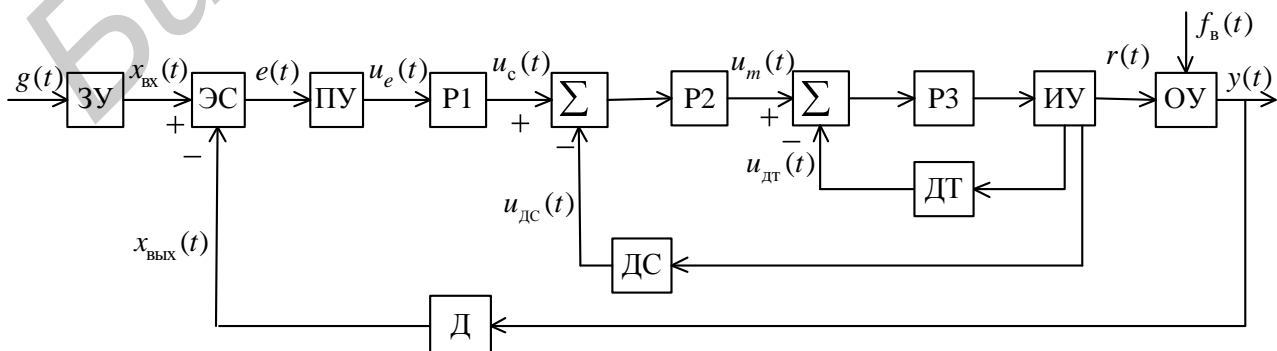 g(t) ЗУ x_вх(t) ЭС e(t) ПУ u_e(t) Р1 u_с(t) Σ Р2 u_m(t) Σ Р3 ИУ r(t) ОУ f_в(t) y(t)
+ − + − + −
u_дт(t) ДТ
u_ДС(t) ДС
x_вых(t) Д